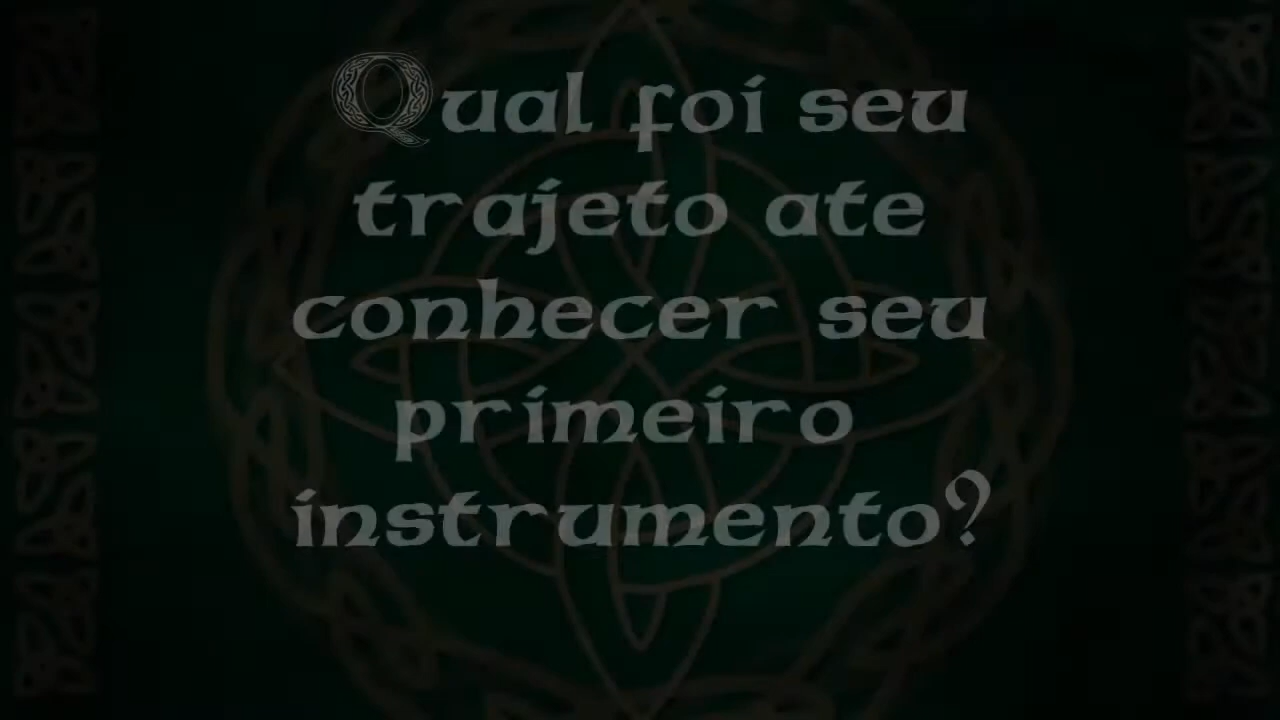 Qual foi seu
trajeto ate
conhecer seu
primeiro
instrumento?